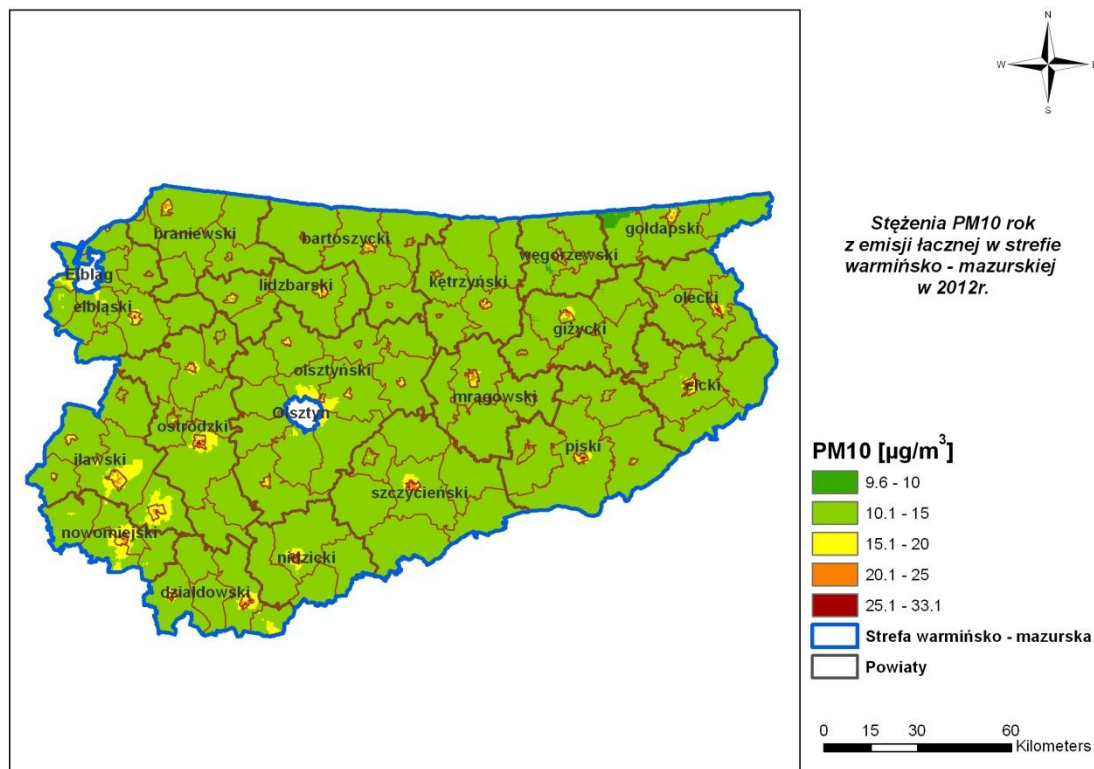 N
W
E
S
Stężenia PM10 rok
z emisji łacznej w strefie
warmińsko - mazurskiej
w 2012r.
braniewski
bartoszycki
węgorzewski
gołdapski
Elbląg
elbląski
lidzbarski
kętrzyński
giżycki
olecki
olsztyński
Olsztyn
mrągowski
ełcki
ostródzki
iławski
piski
szczycieński
nowomiejski
nidzicki
działdowski
PM10 [µg/m³]
9.6 - 10
10.1 - 15
15.1 - 20
20.1 - 25
25.1 - 33.1
Strefa warmińsko - mazurska
Powiaty
0 15 30 60
Kilometers